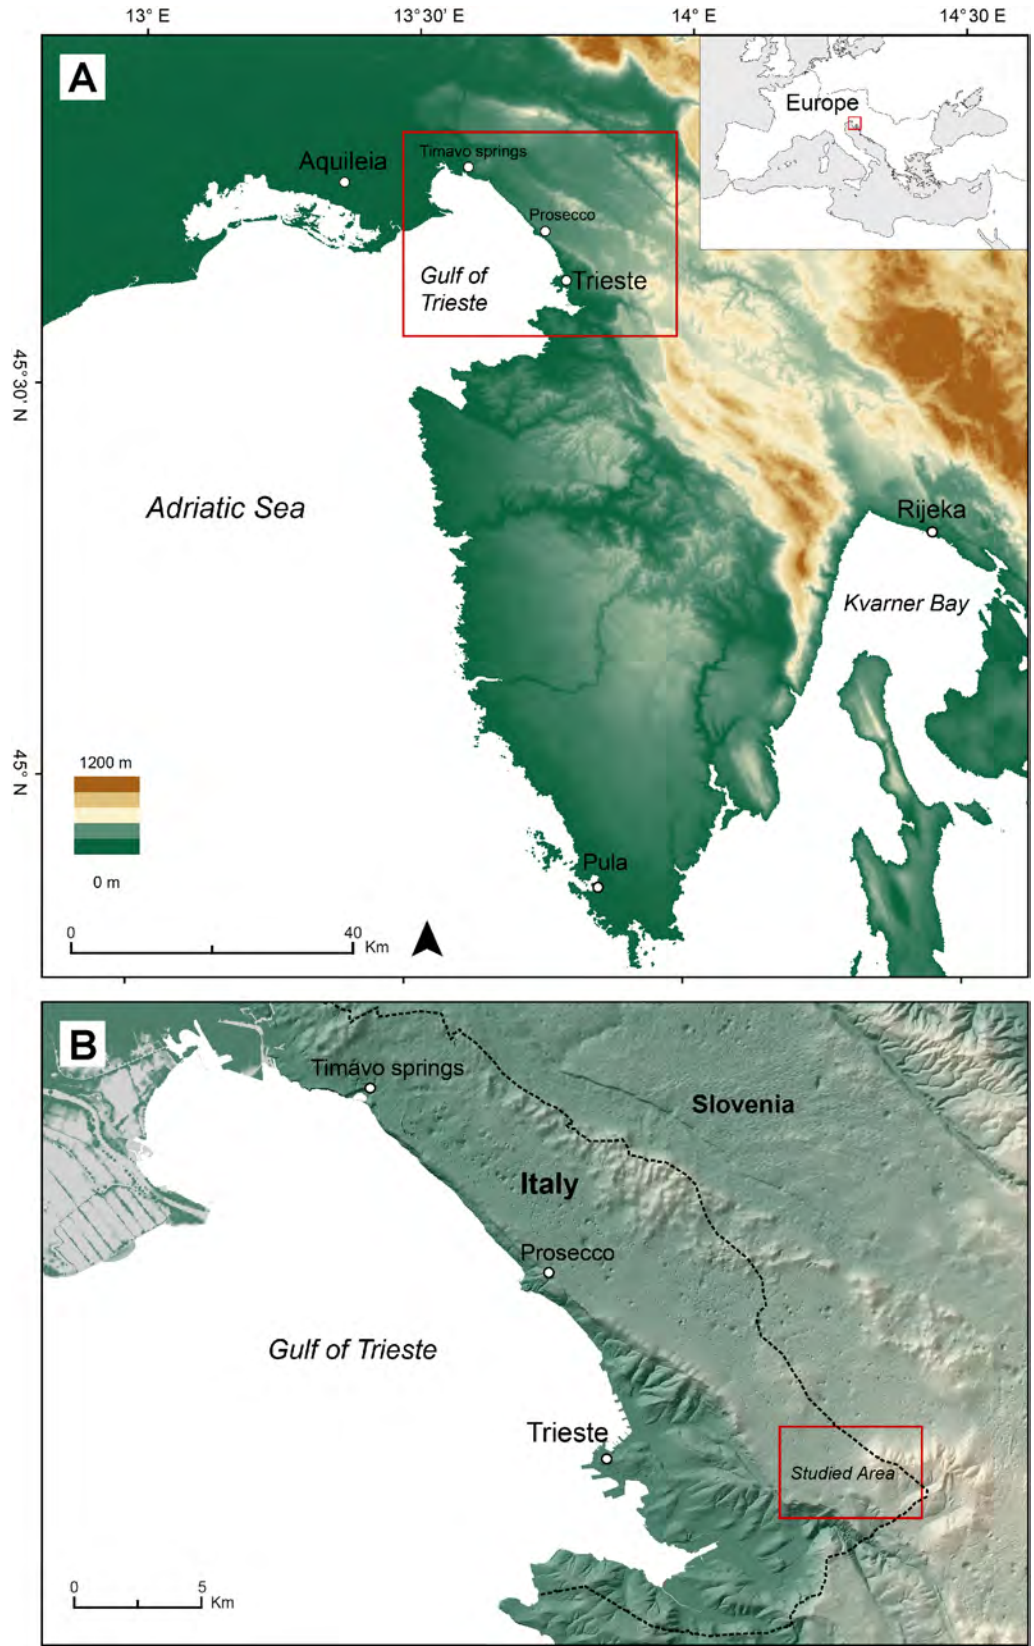 13° E
13°30' E
14° E
14°30' E
A
Europe
Timavo springs
Aquileia
Prosecco
Gulf of
Trieste
Trieste
45°30' N
Adriatic Sea
Rijeka
Kvarner Bay
1200 m
45° N
0 m
Pula
0
40
Km
B
Timavo springs
Slovenia
Italy
Prosecco
Gulf of Trieste
Trieste
Studied Area
0
5
Km